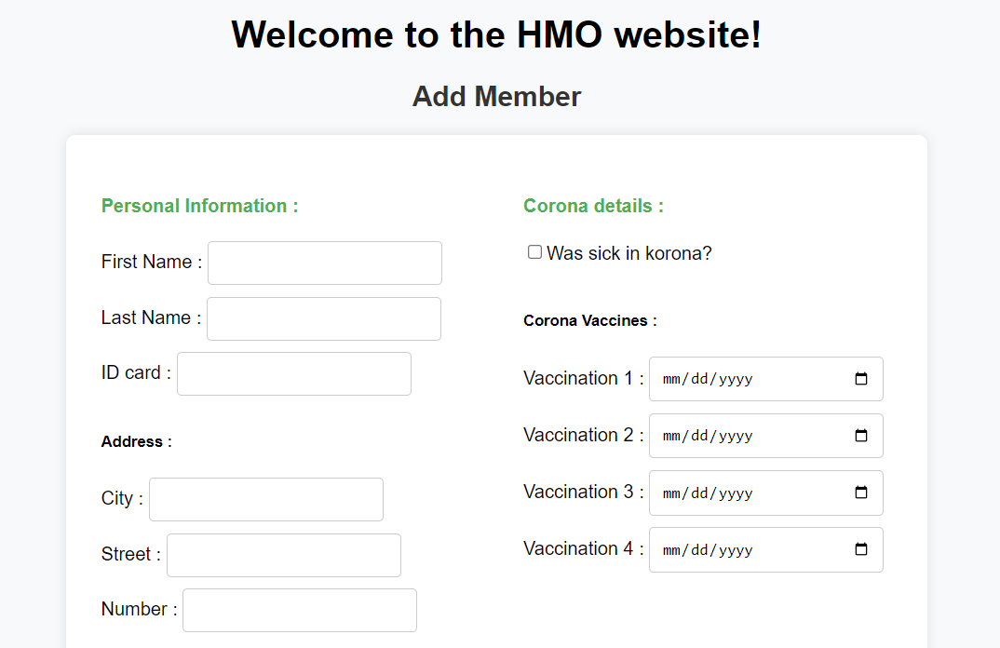 Welcome to the HMO website!
Add Member
Personal Information :
First Name :
Last Name :
ID card :
Address :
City :
Street :
Number :
Corona details :
Was sick in korona?
Corona Vaccines :
Vaccination 1 : mm/dd/yyyy
Vaccination 2 : mm/dd/yyyy
Vaccination 3 : mm/dd/yyyy
Vaccination 4 : mm/dd/yyyy